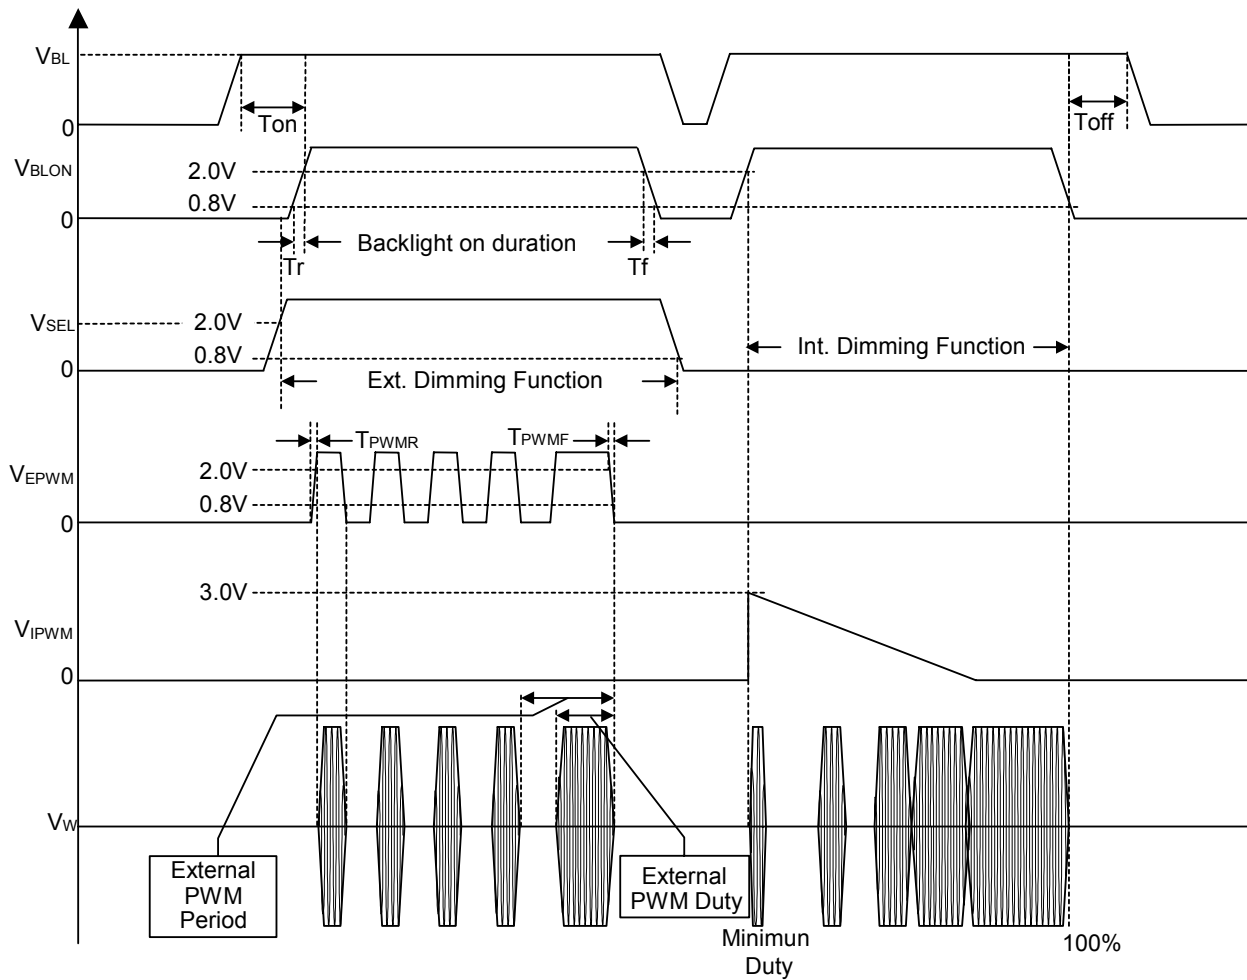 VBL
Ton
Toff
0
VBLON
2.0V
0.8V
0
Backlight on duration
Tr
Tf
VSEL
2.0V
0.8V
0
Int. Dimming Function
Ext. Dimming Function
TPWMR
TPWMF
VEPWM
2.0V
0.8V
0
3.0V
VIPWM
0
VW
External
PWM
Period
External
PWM Duty
Minimun
Duty
100%